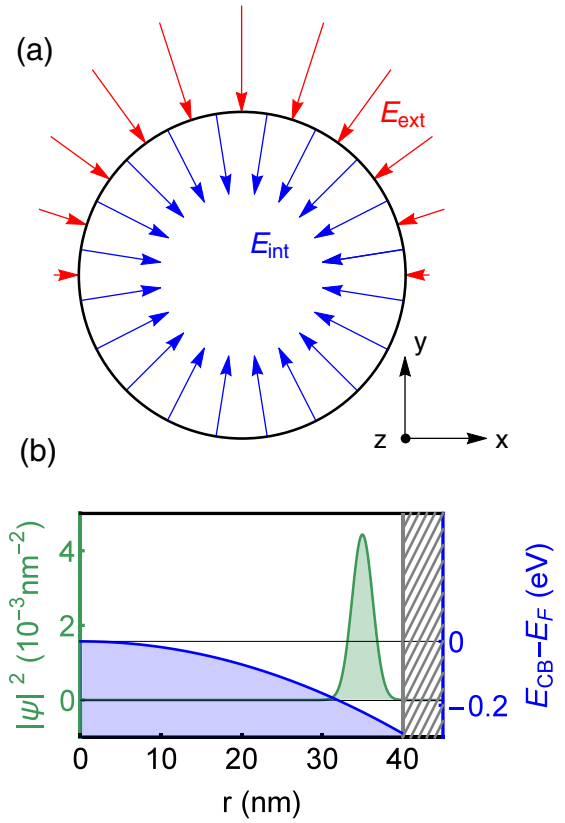 (a)
E_ext
E_int
y
z
x
(b)
|ψ|² (10⁻³nm⁻²)
4
2
0
0
−0.2
E_CB−E_F (eV)
0 10 20 30 40
r (nm)